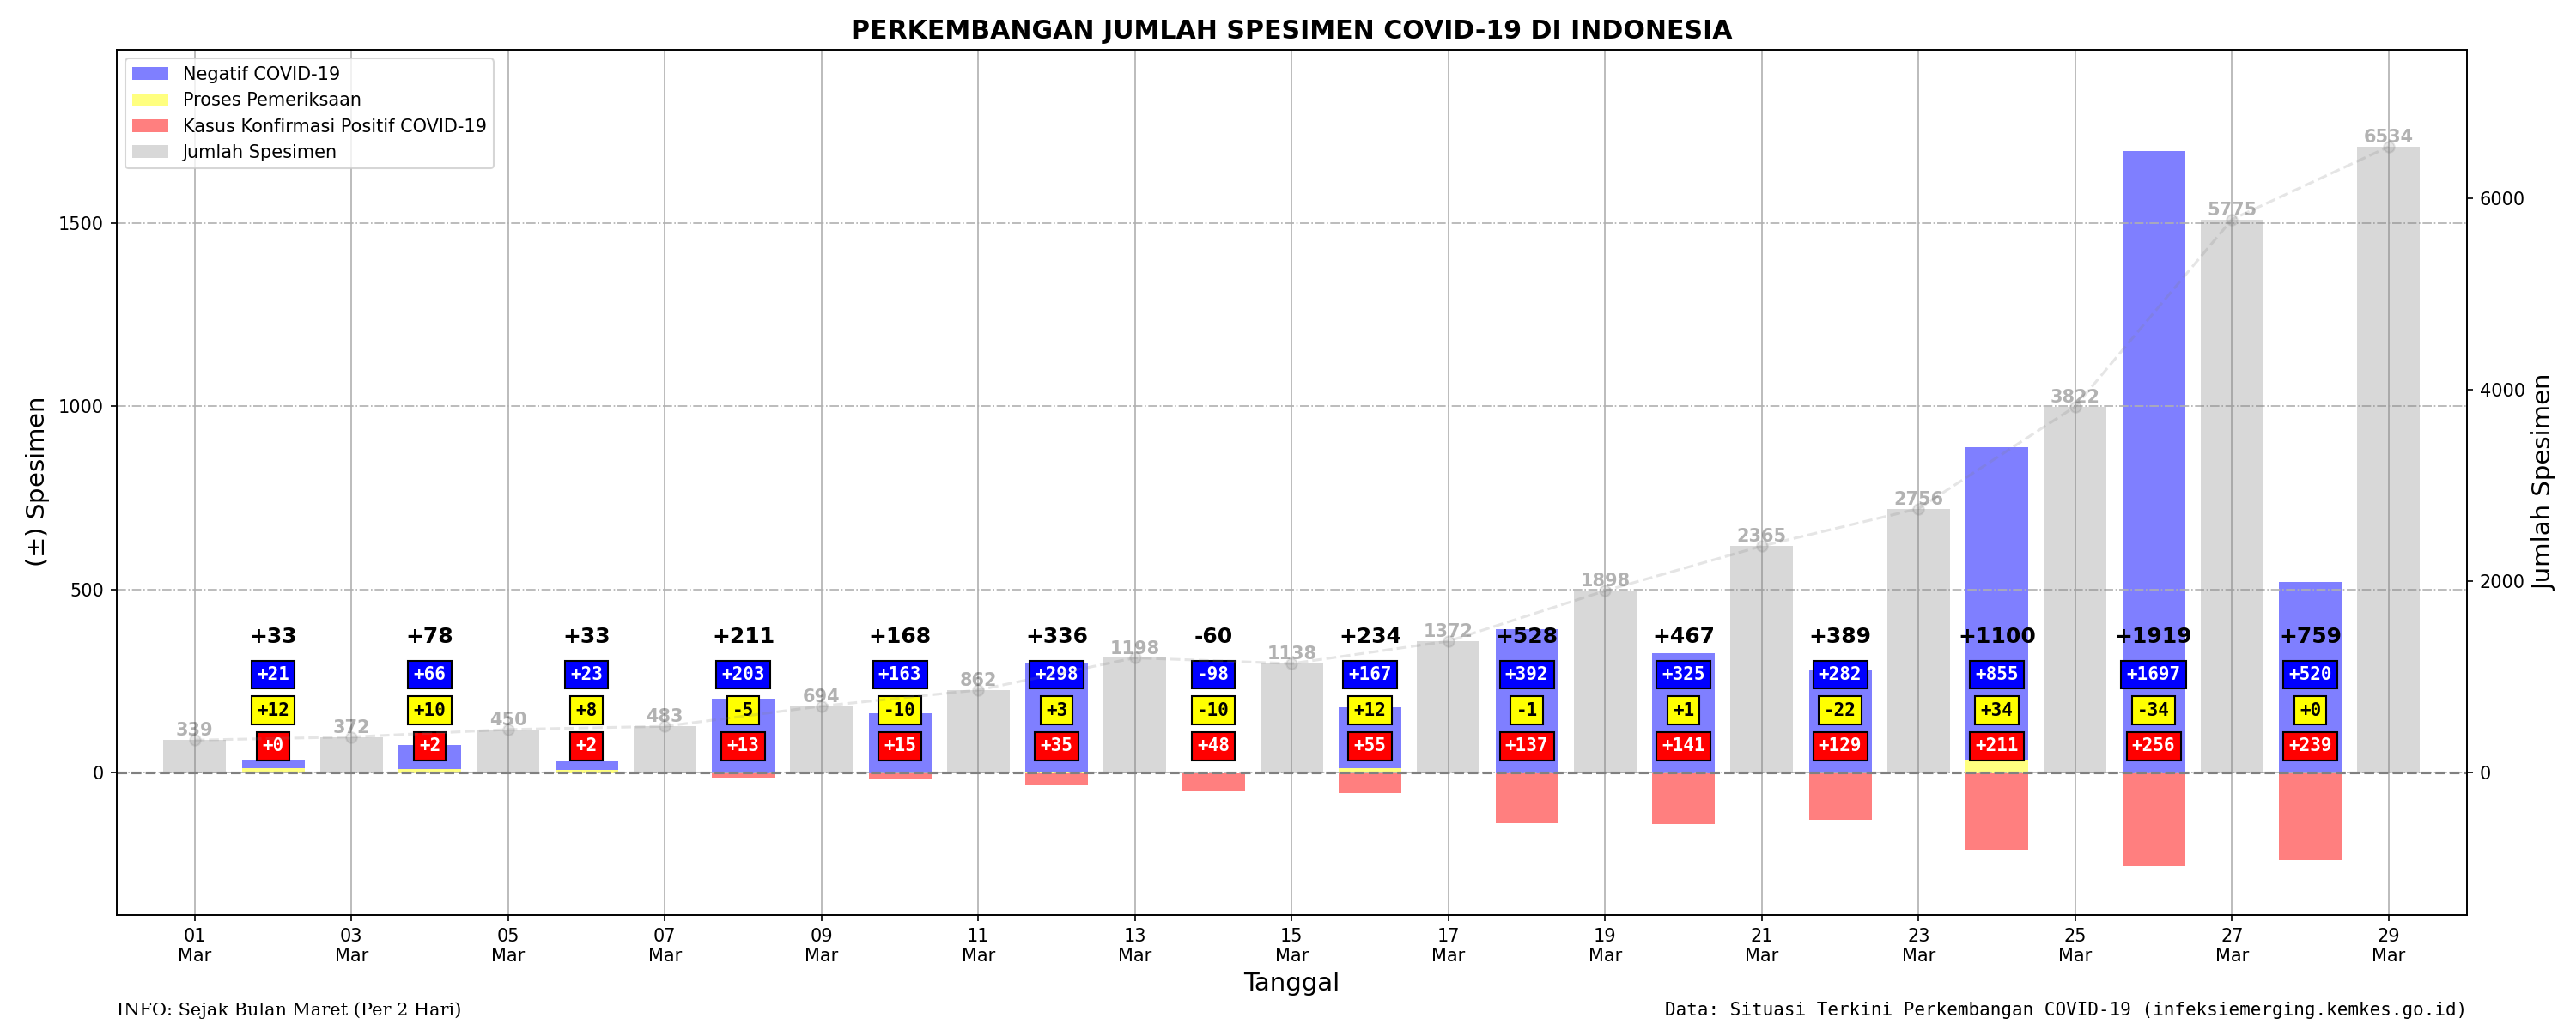 PERKEMBANGAN JUMLAH SPESIMEN COVID-19 DI INDONESIA
Negatif COVID-19
Proses Pemeriksaan
Kasus Konfirmasi Positif COVID-19
Jumlah Spesimen
(±) Spesimen
1500
1000
500
0
Jumlah Spesimen
6000
4000
2000
0
339 372 450 483 694 862 1198 1138 1372 1898 2365 2756 3822 5775 6534
+33 +78 +33 +211 +168 +336 -60 +234 +528 +467 +389 +1100 +1919 +759
+21 +66 +23 +203 +163 +298 -98 +167 +392 +325 +282 +855 +1697 +520
+12 +10 +8 -5 -10 +3 -10 +12 -1 +1 -22 +34 -34 +0
+0 +2 +2 +13 +15 +35 +48 +55 +137 +141 +129 +211 +256 +239
01 03 05 07 09 11 13 15 17 19 21 23 25 27 29
Mar Mar Mar Mar Mar Mar Mar Mar Mar Mar Mar Mar Mar Mar Mar
Tanggal
INFO: Sejak Bulan Maret (Per 2 Hari)
Data: Situasi Terkini Perkembangan COVID-19 (infeksiemerging.kemkes.go.id)